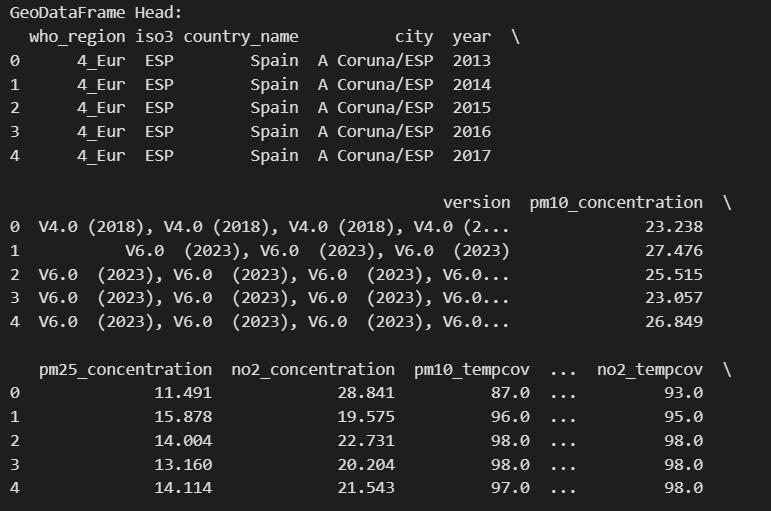 GeoDataFrame Head:
  who_region iso3 country_name          city  year  \
0      4_Eur  ESP        Spain  A Coruna/ESP  2013
1      4_Eur  ESP        Spain  A Coruna/ESP  2014
2      4_Eur  ESP        Spain  A Coruna/ESP  2015
3      4_Eur  ESP        Spain  A Coruna/ESP  2016
4      4_Eur  ESP        Spain  A Coruna/ESP  2017
                                             version  pm10_concentration  \
0  V4.0 (2018), V4.0 (2018), V4.0 (2018), V4.0 (2...              23.238
1            V6.0  (2023), V6.0  (2023), V6.0  (2023)              27.476
2  V6.0  (2023), V6.0  (2023), V6.0  (2023), V6.0...              25.515
3  V6.0  (2023), V6.0  (2023), V6.0  (2023), V6.0...              23.057
4  V6.0  (2023), V6.0  (2023), V6.0  (2023), V6.0...              26.849
   pm25_concentration  no2_concentration  pm10_tempcov  ...  no2_tempcov  \
0              11.491             28.841          87.0  ...         93.0
1              15.878             19.575          96.0  ...         95.0
2              14.004             22.731          98.0  ...         98.0
3              13.160             20.204          98.0  ...         98.0
4              14.114             21.543          97.0  ...         98.0